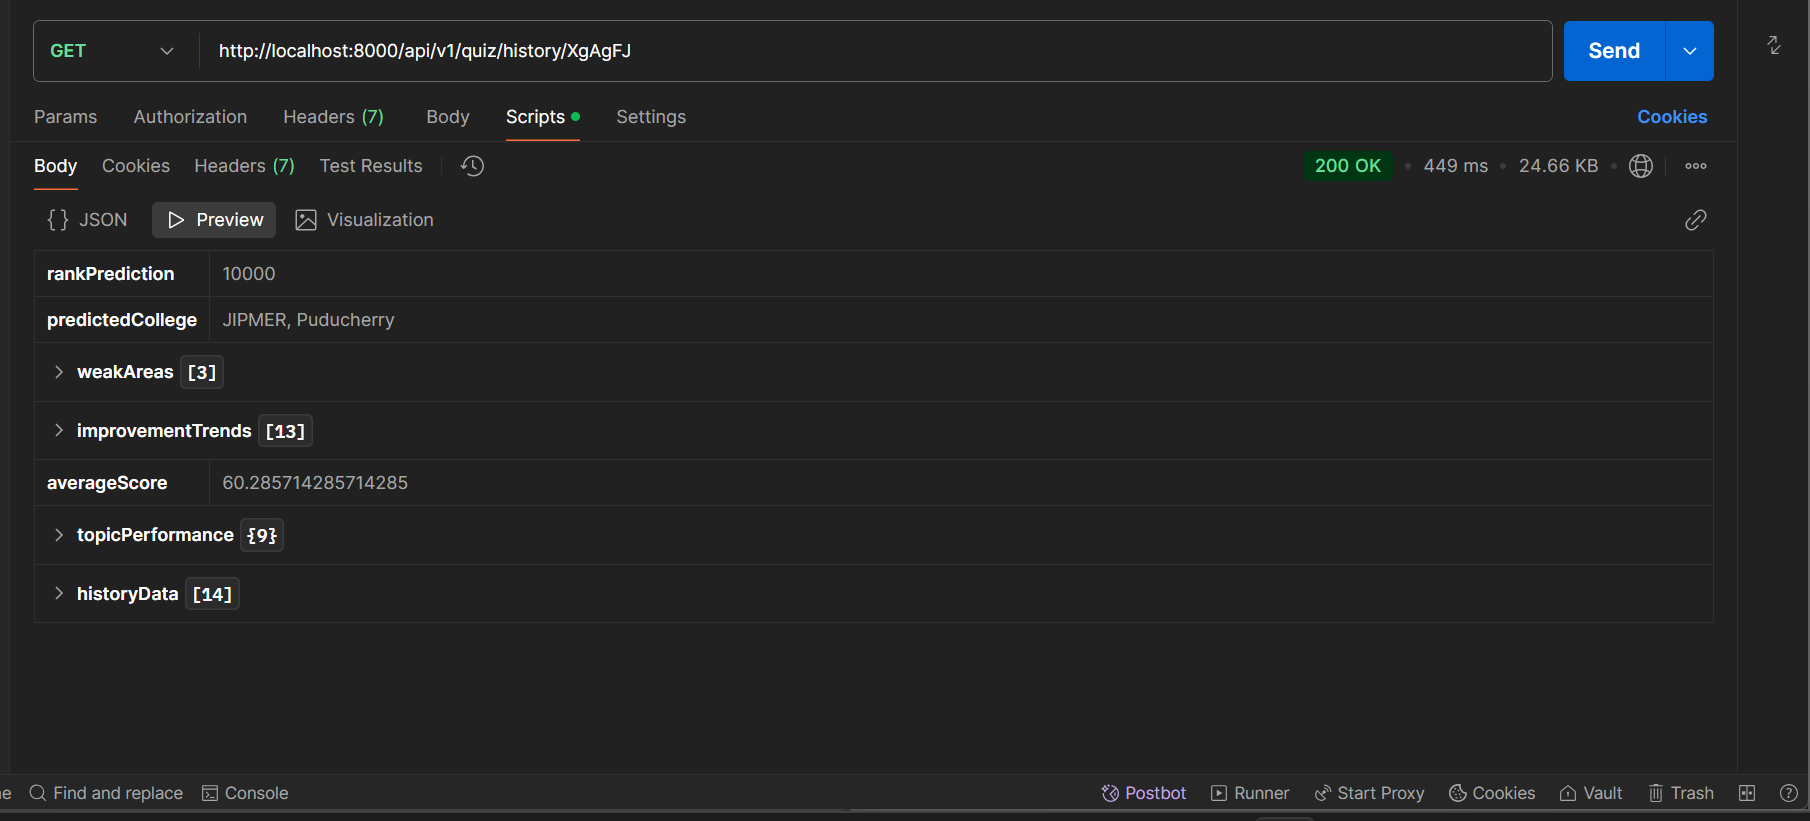 GET http://localhost:8000/api/v1/quiz/history/XgAgFJ Send
Params Authorization Headers (7) Body Scripts Settings Cookies
Body Cookies Headers (7) Test Results 200 OK 449 ms 24.66 KB
{} JSON Preview Visualization
rankPrediction 10000
predictedCollege JIPMER, Puducherry
weakAreas [3]
improvementTrends [13]
averageScore 60.285714285714285
topicPerformance {9}
historyData [14]
Find and replace Console Postbot Runner Start Proxy Cookies Vault Trash